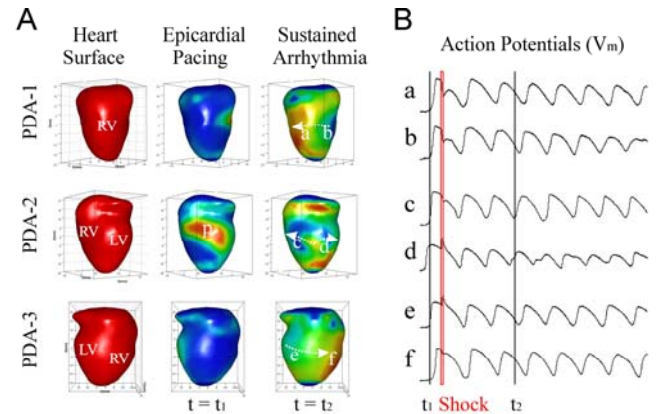 A
B
Heart Surface
Epicardial Pacing
Sustained Arrhythmia
Action Potentials (Vm)
PDA-1
RV
a
b
PDA-2
RV
LV
p
c
d
PDA-3
LV
RV
e
f
t = t1
t = t2
a
b
c
d
e
f
t1
Shock
t2